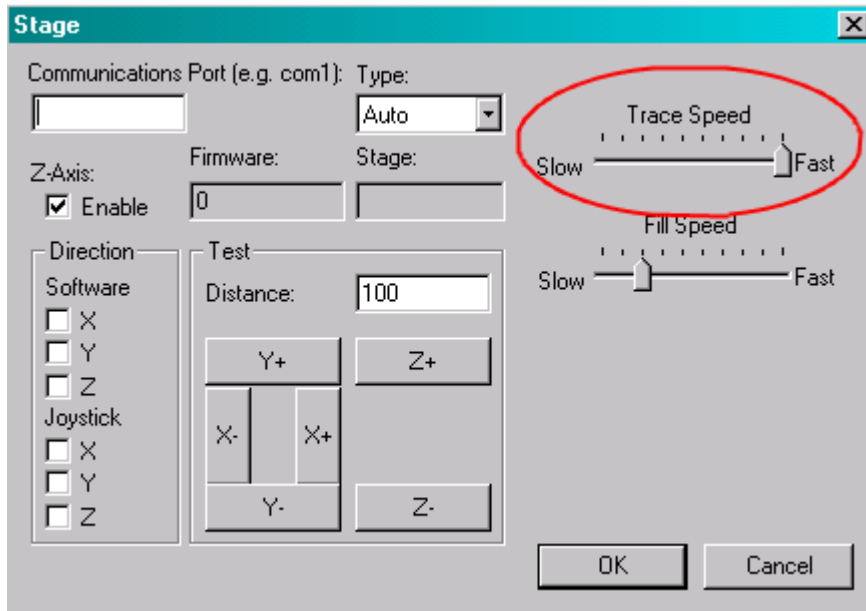 Stage
Communications Port (e.g. com1):
Type:
Auto
Z-Axis:
Enable
Firmware:
0
Stage:
Direction
Software
X
Y
Z
Joystick
X
Y
Z
Test
Distance:
100
Y+
Z+
X-
X+
Y-
Z-
Trace Speed
Slow
Fast
Fill Speed
Slow
Fast
OK
Cancel